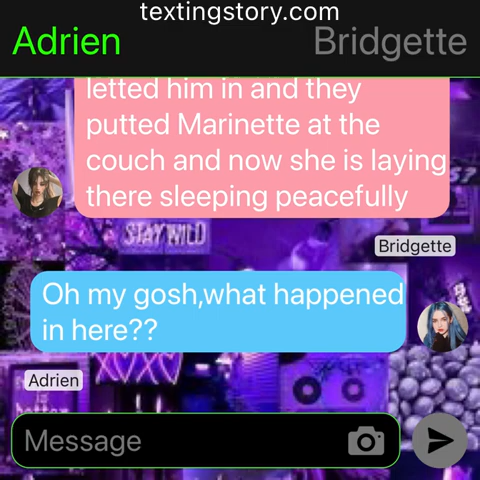 textingstory.com
Adrien
Bridgette
letted him in and they
putted Marinette at the
couch and now she is laying
there sleeping peacefully
STAY WILD
Bridgette
Oh my gosh,what happened
in here??
XOXO
Adrien
Message